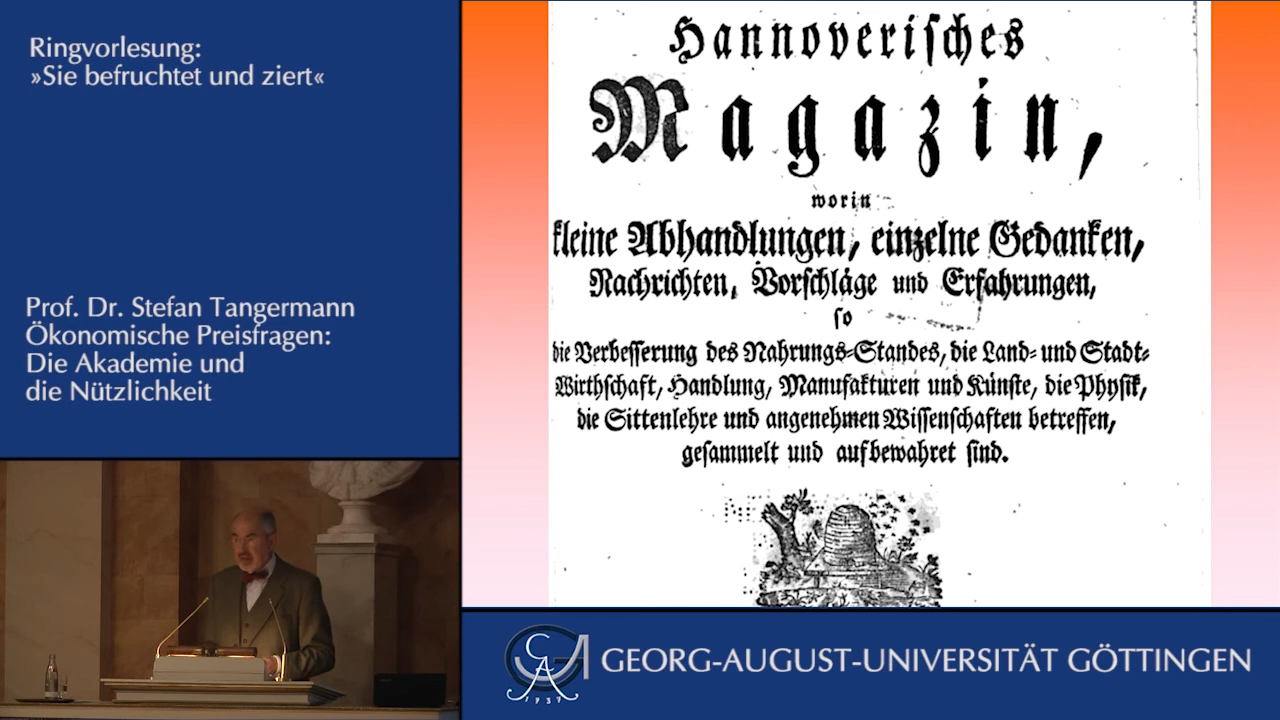 Ringvorlesung:
»Sie befruchtet und ziert«
Prof. Dr. Stefan Tangermann
Ökonomische Preisfragen:
Die Akademie und
die Nützlichkeit
Hannoveriſches
Magazin,
worin
kleine Abhandlungen, einzelne Gedanken,
Nachrichten, Vorſchläge und Erfahrungen,
ſo
die Verbeſſerung des Nahrungs-Standes, die Land- und Stadt-
Wirthſchaft, Handlung, Manufakturen und Künſte, die Phyſik,
die Sittenlehre und angenehmen Wiſſenſchaften betreffen,
geſammelt und aufbewahret ſind.
GEORG-AUGUST-UNIVERSITÄT GÖTTINGEN
1737